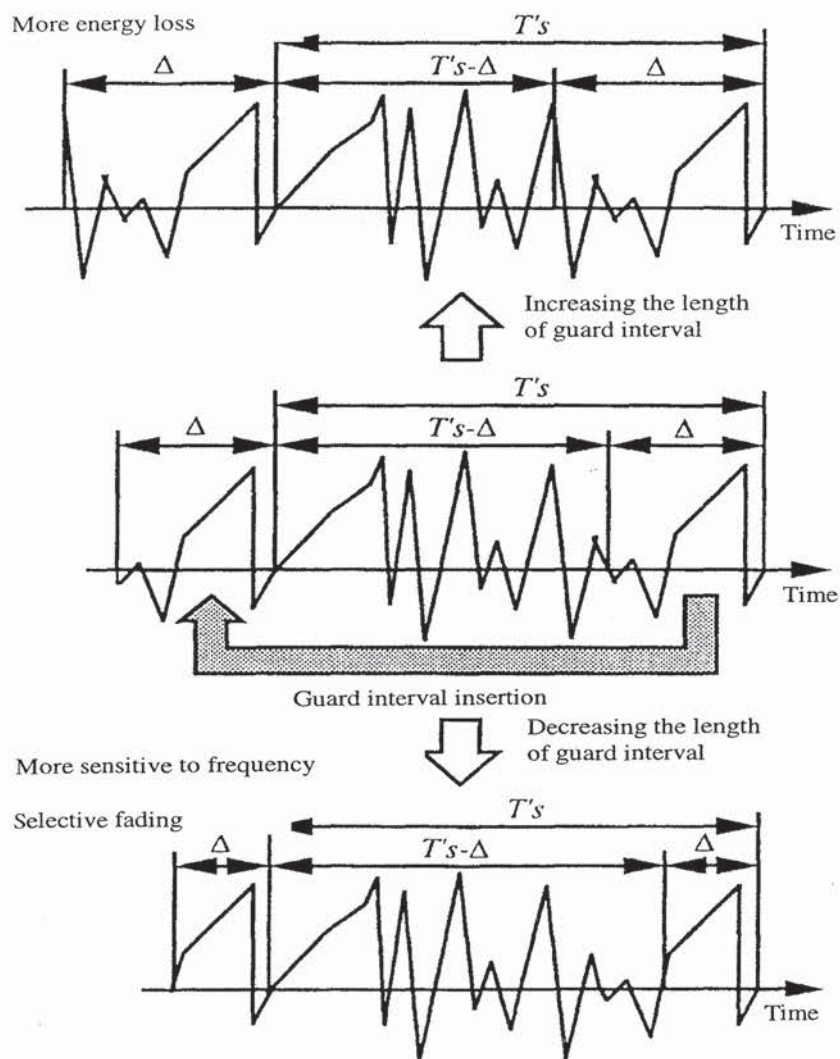 More energy loss
T's
Δ
T's-Δ
Δ
Time
Increasing the length
of guard interval
T's
Δ
T's-Δ
Δ
Time
Guard interval insertion
Decreasing the length
of guard interval
More sensitive to frequency
Selective fading
T's
Δ
T's-Δ
Δ
Time